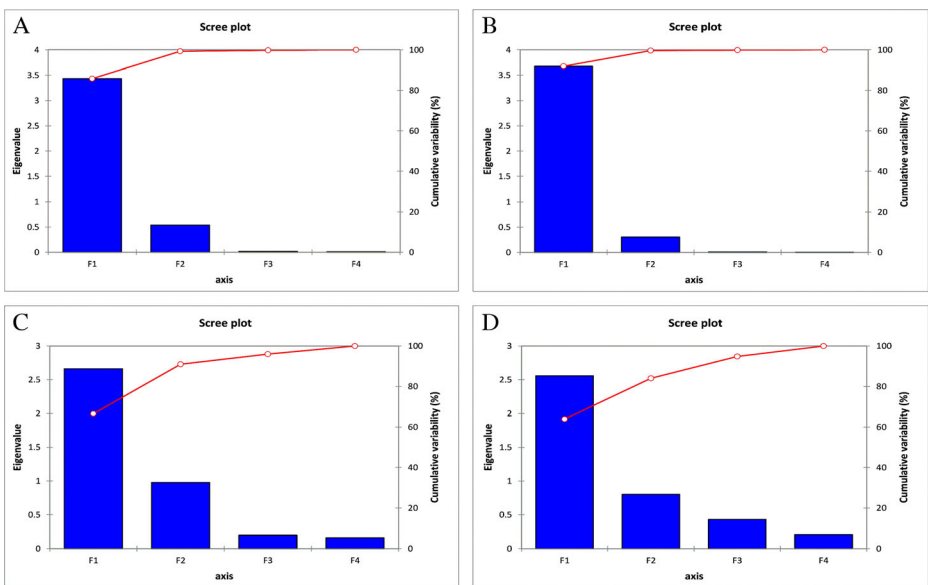 A
Scree plot
4
3.5
3
2.5
2
1.5
1
0.5
0
Eigenvalue
100
80
60
40
20
0
Cumulative variability (%)
F1 F2 F3 F4
axis
B
Scree plot
4
3.5
3
2.5
2
1.5
1
0.5
0
Eigenvalue
100
80
60
40
20
0
Cumulative variability (%)
F1 F2 F3 F4
axis
C
Scree plot
3
2.5
2
1.5
1
0.5
0
Eigenvalue
100
80
60
40
20
0
Cumulative variability (%)
F1 F2 F3 F4
axis
D
Scree plot
3
2.5
2
1.5
1
0.5
0
Eigenvalue
100
80
60
40
20
0
Cumulative variability (%)
F1 F2 F3 F4
axis